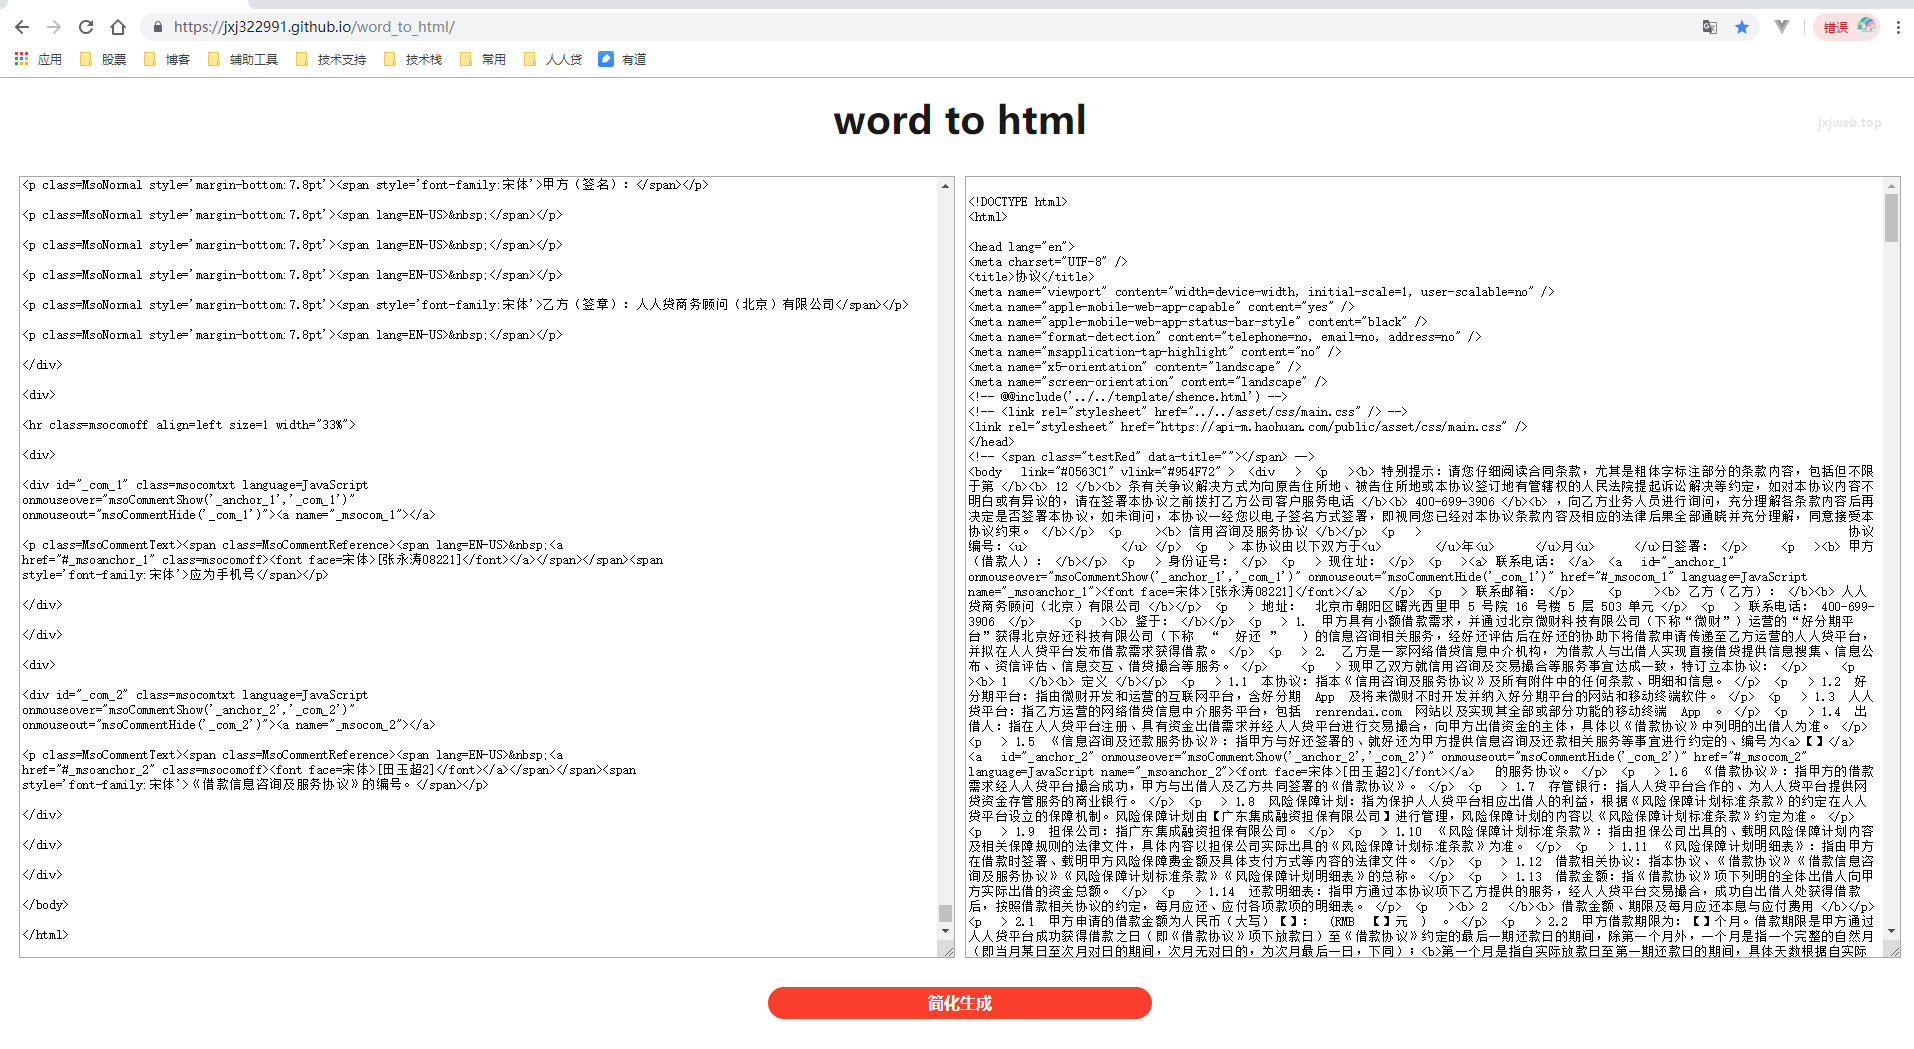 https://jxj322991.github.io/word_to_html/
错误
应用 股票 博客 辅助工具 技术支持 技术栈 常用 人人贷 有道
word to html
jxjweb.top
<p class=MsoNormal style='margin-bottom:7.8pt'><span style='font-family:宋体'>甲方（签名）：</span></p>
<p class=MsoNormal style='margin-bottom:7.8pt'><span lang=EN-US>&nbsp;</span></p>
<p class=MsoNormal style='margin-bottom:7.8pt'><span lang=EN-US>&nbsp;</span></p>
<p class=MsoNormal style='margin-bottom:7.8pt'><span lang=EN-US>&nbsp;</span></p>
<p class=MsoNormal style='margin-bottom:7.8pt'><span style='font-family:宋体'>乙方（签章）：人人贷商务顾问（北京）有限公司</span></p>
<p class=MsoNormal style='margin-bottom:7.8pt'><span lang=EN-US>&nbsp;</span></p>
</div>
<div>
<hr class=msocomoff align=left size=1 width="33%">
<div>
<div id="_com_1" class=msocomtxt language=JavaScript
onmouseover="msoCommentShow('_anchor_1','_com_1')"
onmouseout="msoCommentHide('_com_1')"><a name="_msocom_1"></a>
<p class=MsoCommentText><span class=MsoCommentReference><span lang=EN-US>&nbsp;<a
href="#_msoanchor_1" class=msocomoff><font face=宋体>[张永涛08221]</font></a></span></span><span
style='font-family:宋体'>应为手机号</span></p>
</div>
</div>
<div>
<div id="_com_2" class=msocomtxt language=JavaScript
onmouseover="msoCommentShow('_anchor_2','_com_2')"
onmouseout="msoCommentHide('_com_2')"><a name="_msocom_2"></a>
<p class=MsoCommentText><span class=MsoCommentReference><span lang=EN-US>&nbsp;<a
href="#_msoanchor_2" class=msocomoff><font face=宋体>[田玉超2]</font></a></span></span><span
style='font-family:宋体'>《借款信息咨询及服务协议》的编号。</span></p>
</div>
</div>
</div>
</body>
</html>
<!DOCTYPE html>
<html>
<head lang="en">
<meta charset="UTF-8" />
<title>协议</title>
<meta name="viewport" content="width=device-width, initial-scale=1, user-scalable=no" />
<meta name="apple-mobile-web-app-capable" content="yes" />
<meta name="apple-mobile-web-app-status-bar-style" content="black" />
<meta name="format-detection" content="telephone=no, email=no, address=no" />
<meta name="msapplication-tap-highlight" content="no" />
<meta name="x5-orientation" content="landscape" />
<meta name="screen-orientation" content="landscape" />
<!-- @@include('../../template/shence.html') -->
<!-- <link rel="stylesheet" href="../../asset/css/main.css" /> -->
<link rel="stylesheet" href="https://api-m.haohuan.com/public/asset/css/main.css" />
</head>
<!-- <span class="testRed" data-title=""></span> -->
<body link="#0563C1" vlink="#954F72" > <div > <p ><b> 特别提示：请您仔细阅读合同条款，尤其是粗体字标注部分的条款内容，包括但不限
于第 </b><b> 12 </b><b> 条有关争议解决方式为向原告住所地、被告住所地或本协议签订地有管辖权的人民法院提起诉讼解决等约定，如对本协议内容不
明白或有异议的，请在签署本协议之前拨打乙方公司客户服务电话 </b><b> 400-699-3906 </b><b> ，向乙方业务人员进行询问，充分理解各条款内容后再
决定是否签署本协议，如未询问，本协议一经您以电子签名方式签署，即视同您已经对本协议条款内容及相应的法律后果全部通晓并充分理解，同意接受本
协议约束。 </b></p> <p ><b> 信用咨询及服务协议 </b></p> <p > 协议
编号：<u> </u> </p> <p > 本协议由以下双方于<u> </u>年<u> </u>月<u> </u>日签署： </p> <p ><b> 甲方
（借款人）： </b></p> <p > 身份证号： </p> <p > 现住址： </p> <p ><a> 联系电话： </a> <a id="_anchor_1"
onmouseover="msoCommentShow('_anchor_1','_com_1')" onmouseout="msoCommentHide('_com_1')" href="#_msocom_1" language=JavaScript
name="_msoanchor_1"><font face=宋体>[张永涛08221]</font></a> </p> <p > 联系邮箱： </p> <p ><b> 乙方（乙方）： </b><b> 人人
贷商务顾问（北京）有限公司 </b></p> <p > 地址： 北京市朝阳区曙光西里甲 5 号院 16 号楼 5 层 503 单元 </p> <p > 联系电话： 400-699-
3906 </p> <p ><b> 鉴于： </b></p> <p > 1. 甲方具有小额借款需求，并通过北京微财科技有限公司（下称“微财”）运营的“好分期平
台”获得北京好还科技有限公司（下称 “ 好还 ” ）的信息咨询相关服务，经好还评估后在好还的协助下将借款申请传递至乙方运营的人人贷平台，
并拟在人人贷平台发布借款需求获得借款。 </p> <p > 2. 乙方是一家网络借贷信息中介机构，为借款人与出借人实现直接借贷提供信息搜集、信息公
布、资信评估、信息交互、借贷撮合等服务。 </p> <p > 现甲乙双方就信用咨询及交易撮合等服务事宜达成一致，特订立本协议： </p> <p
><b> 1 </b><b> 定义 </b></p> <p > 1.1 本协议：指本《信用咨询及服务协议》及所有附件中的任何条款、明细和信息。 </p> <p > 1.2 好
分期平台：指由微财开发和运营的互联网平台，含好分期 App 及将来微财不时开发并纳入好分期平台的网站和移动终端软件。 </p> <p > 1.3 人人
贷平台：指乙方运营的网络借贷信息中介服务平台，包括 renrendai.com 网站以及实现其全部或部分功能的移动终端 App 。 </p> <p > 1.4 出
借人：指在人人贷平台注册、具有资金出借需求并经人人贷平台进行交易撮合，向甲方出借资金的主体，具体以《借款协议》中列明的出借人为准。 </p>
<p > 1.5 《信息咨询及还款服务协议》：指甲方与好还签署的、就好还为甲方提供信息咨询及还款相关服务等事宜进行约定的、编号为<a>【】</a>
<a id="_anchor_2" onmouseover="msoCommentShow('_anchor_2','_com_2')" onmouseout="msoCommentHide('_com_2')" href="#_msocom_2"
language=JavaScript name="_msoanchor_2"><font face=宋体>[田玉超2]</font></a> 的服务协议。 </p> <p > 1.6 《借款协议》：指甲方的借款
需求经人人贷平台撮合成功，甲方与出借人及乙方共同签署的《借款协议》。 </p> <p > 1.7 存管银行：指人人贷平台合作的、为人人贷平台提供网
贷资金存管服务的商业银行。 </p> <p > 1.8 风险保障计划：指为保护人人贷平台相应出借人的利益，根据《风险保障计划标准条款》的约定在人人
贷平台设立的保障机制。风险保障计划由【广东集成融资担保有限公司】进行管理，风险保障计划的内容以《风险保障计划标准条款》约定为准。 </p>
<p > 1.9 担保公司：指广东集成融资担保有限公司。 </p> <p > 1.10 《风险保障计划标准条款》：指由担保公司出具的、载明风险保障计划内容
及相关保障规则的法律文件，具体内容以担保公司实际出具的《风险保障计划标准条款》为准。 </p> <p > 1.11 《风险保障计划明细表》：指由甲方
在借款时签署、载明甲方风险保障费金额及具体支付方式等内容的法律文件。 </p> <p > 1.12 借款相关协议：指本协议、《借款协议》《借款信息咨
询及服务协议》《风险保障计划标准条款》《风险保障计划明细表》的总称。 </p> <p > 1.13 借款金额：指《借款协议》项下列明的全体出借人向甲
方实际出借的资金总额。 </p> <p > 1.14 还款明细表：指甲方通过本协议项下乙方提供的服务，经人人贷平台交易撮合，成功自出借人处获得借款
后，按照借款相关协议的约定，每月应还、应付各项款项的明细表。 </p> <p ><b> 2 </b><b> 借款金额、期限及每月应还本息与应付费用 </b></p>
<p > 2.1 甲方申请的借款金额为人民币（大写）【】： (RMB 【】元 ) 。 </p> <p > 2.2 甲方借款期限为：【】个月。借款期限是甲方通过
人人贷平台成功获得借款之日（即《借款协议》项下放款日）至《借款协议》约定的最后一期还款日的期间，除第一个月外，一个月是指一个完整的自然月
（即当月某日至次月对日的期间，次月无对日的，为次月最后一日，下同）；<b>第一个月是指自实际放款日至第一期还款日的期间，具体天数根据自实际
简化生成